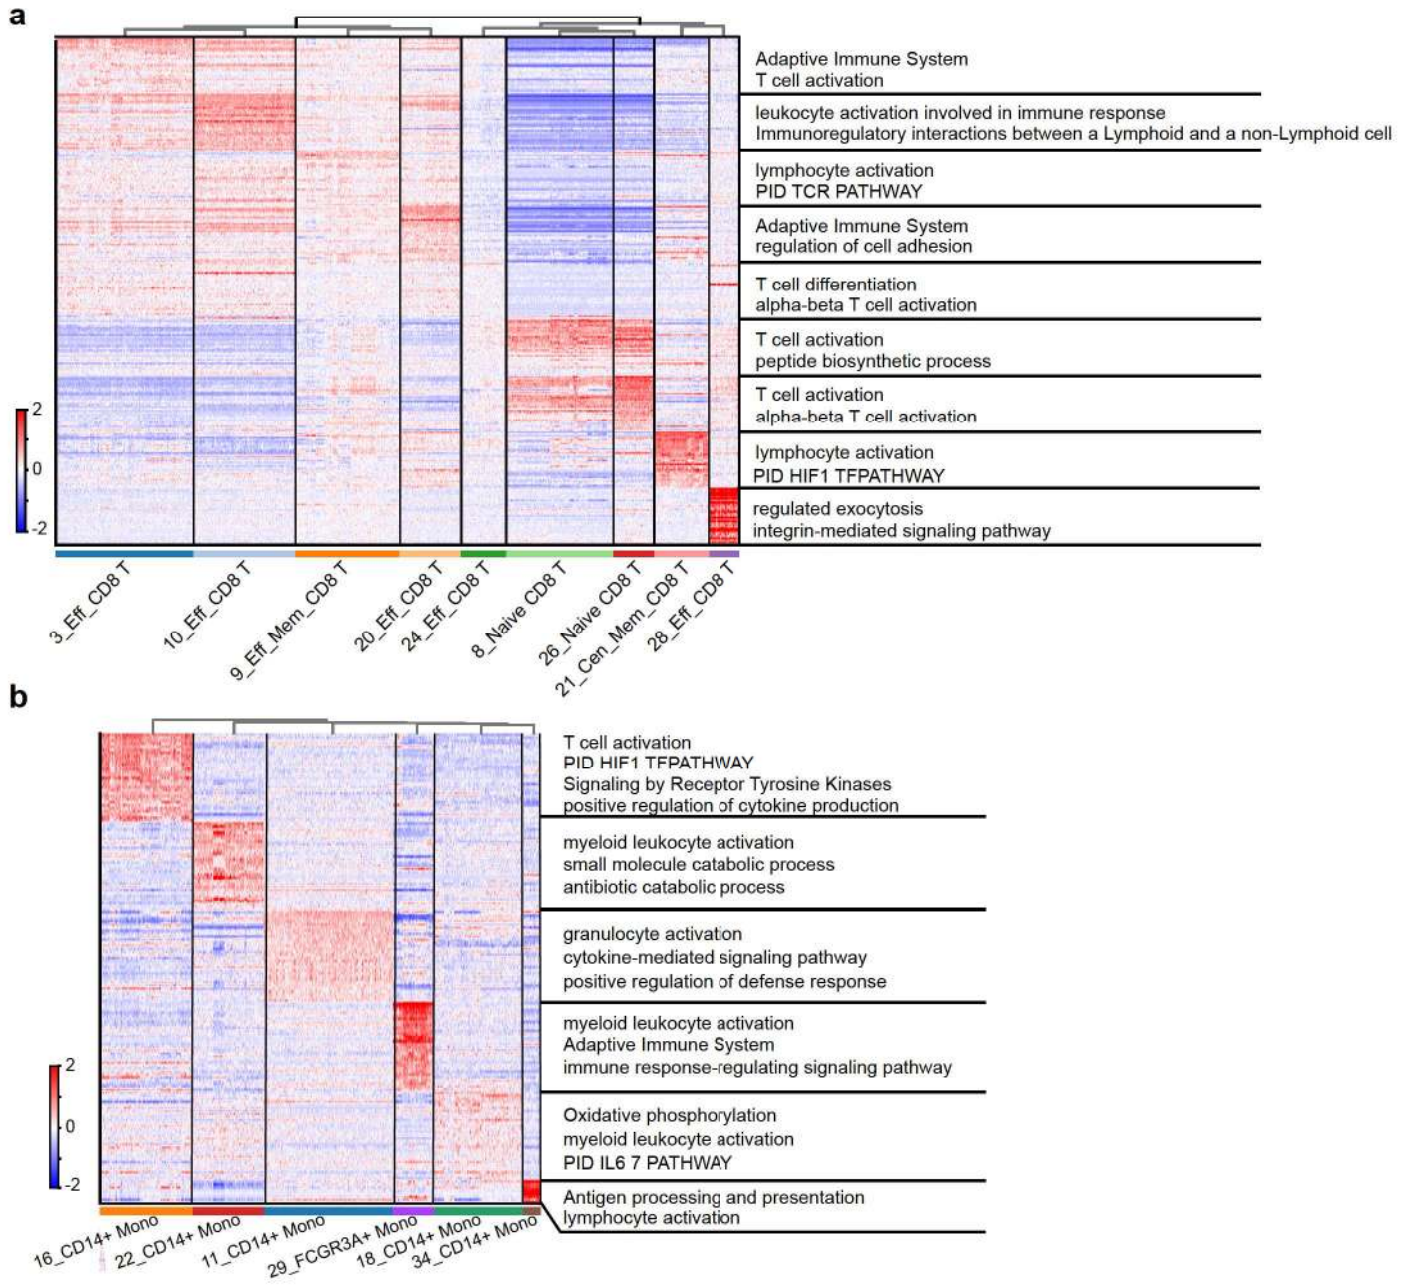 a
Adaptive Immune System
T cell activation
leukocyte activation involved in immune response
Immunoregulatory interactions between a Lymphoid and a non-Lymphoid cell
lymphocyte activation
PID TCR PATHWAY
Adaptive Immune System
regulation of cell adhesion
T cell differentiation
alpha-beta T cell activation
T cell activation
peptide biosynthetic process
T cell activation
alpha-beta T cell activation
lymphocyte activation
PID HIF1 TFPATHWAY
regulated exocytosis
integrin-mediated signaling pathway
2
0
-2
3_Eff_CD8 T
10_Eff_CD8 T
9_Eff_Mem_CD8 T
20_Eff_CD8 T
24_Eff_CD8 T
8_Naive CD8 T
26_Naive CD8 T
21_Cen_Mem_CD8 T
28_Eff_CD8 T
b
T cell activation
PID HIF1 TFPATHWAY
Signaling by Receptor Tyrosine Kinases
positive regulation of cytokine production
myeloid leukocyte activation
small molecule catabolic process
antibiotic catabolic process
granulocyte activation
cytokine-mediated signaling pathway
positive regulation of defense response
myeloid leukocyte activation
Adaptive Immune System
immune response-regulating signaling pathway
Oxidative phosphorylation
myeloid leukocyte activation
PID IL6 7 PATHWAY
Antigen processing and presentation
lymphocyte activation
2
0
-2
16_CD14+ Mono
22_CD14+ Mono
11_CD14+ Mono
29_FCGR3A+ Mono
18_CD14+ Mono
34_CD14+ Mono